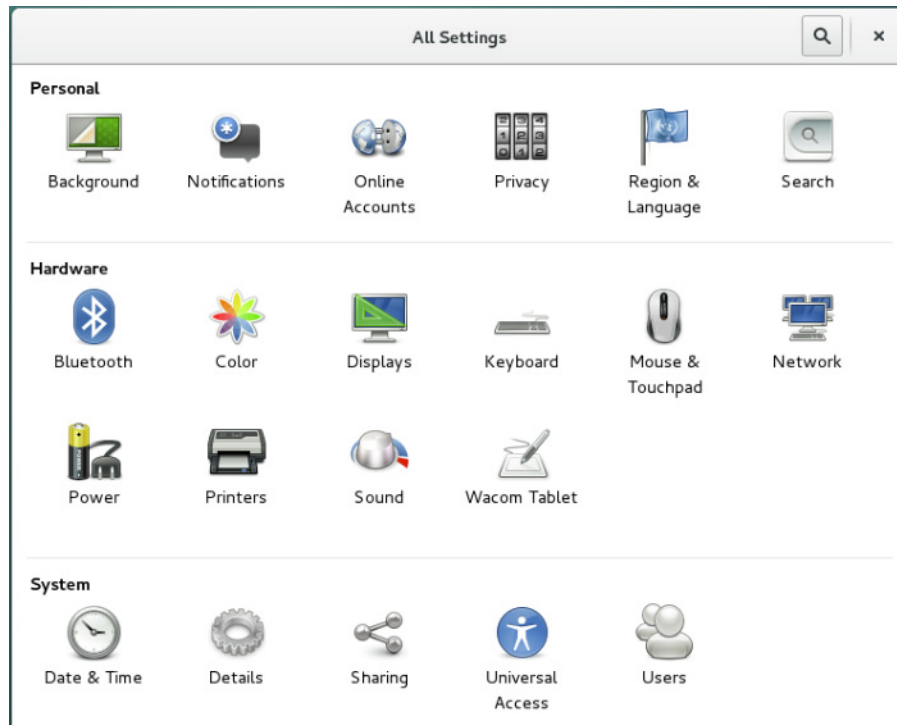 All Settings
Personal
Background
Notifications
Online
Accounts
Privacy
Region &
Language
Search
Hardware
Bluetooth
Color
Displays
Keyboard
Mouse &
Touchpad
Network
Power
Printers
Sound
Wacom Tablet
System
Date & Time
Details
Sharing
Universal
Access
Users